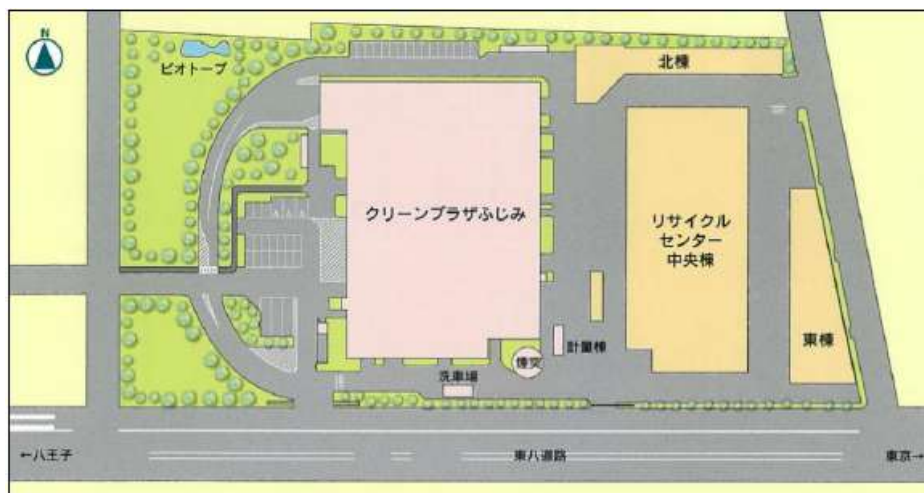 N
ビオトープ
北棟
クリーンプラザふじみ
リサイクル
センター
中央棟
東棟
計量棟
煙突
洗車場
←八王子
東八道路
東京→